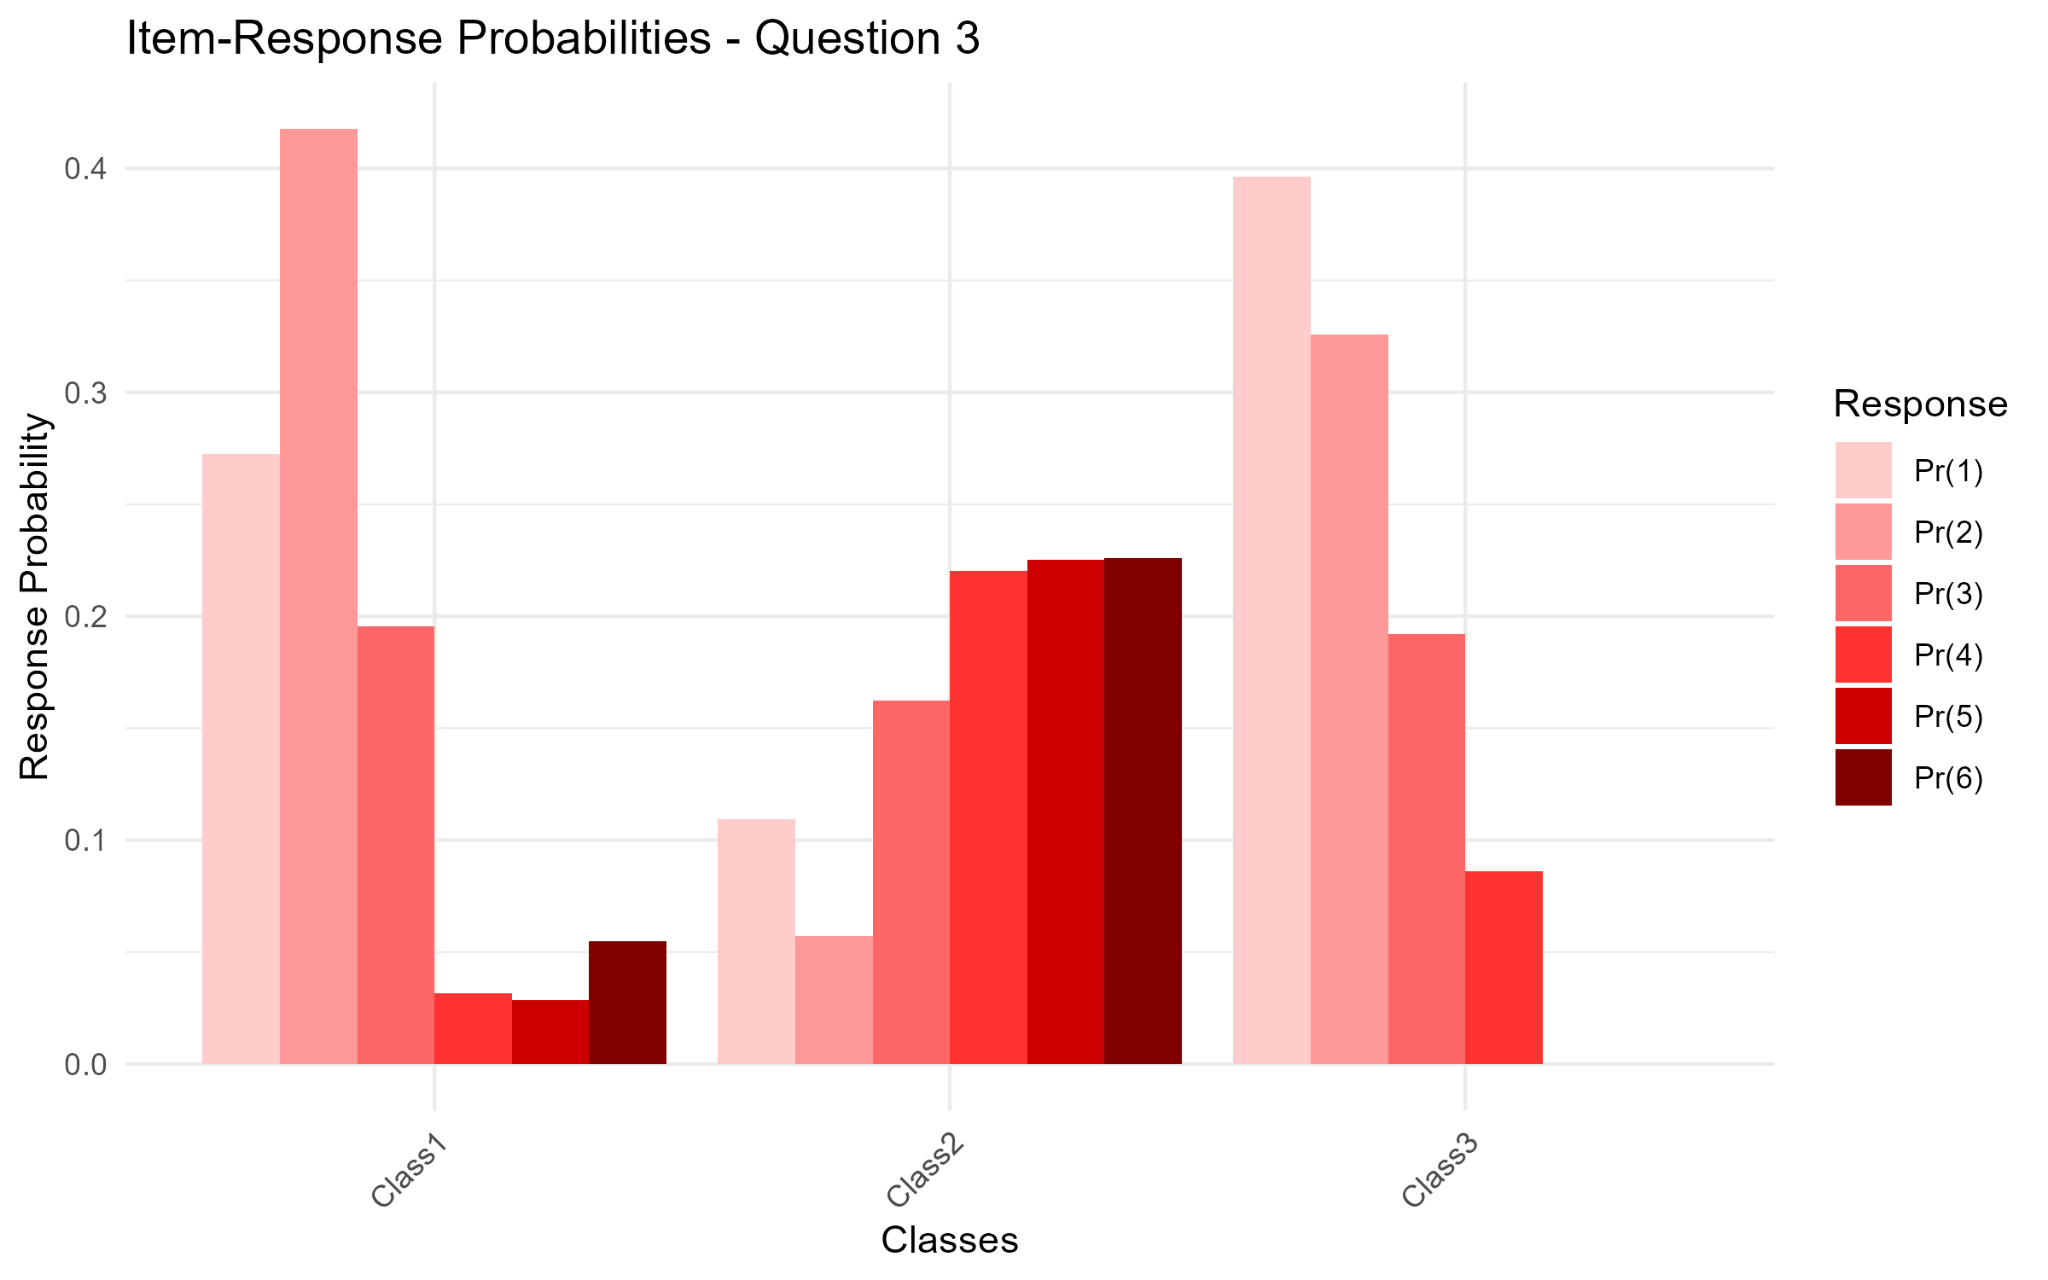 Item-Response Probabilities - Question 3
Response Probability
0.4
0.3
0.2
0.1
0.0
Class1
Class2
Class3
Classes
Response
Pr(1)
Pr(2)
Pr(3)
Pr(4)
Pr(5)
Pr(6)